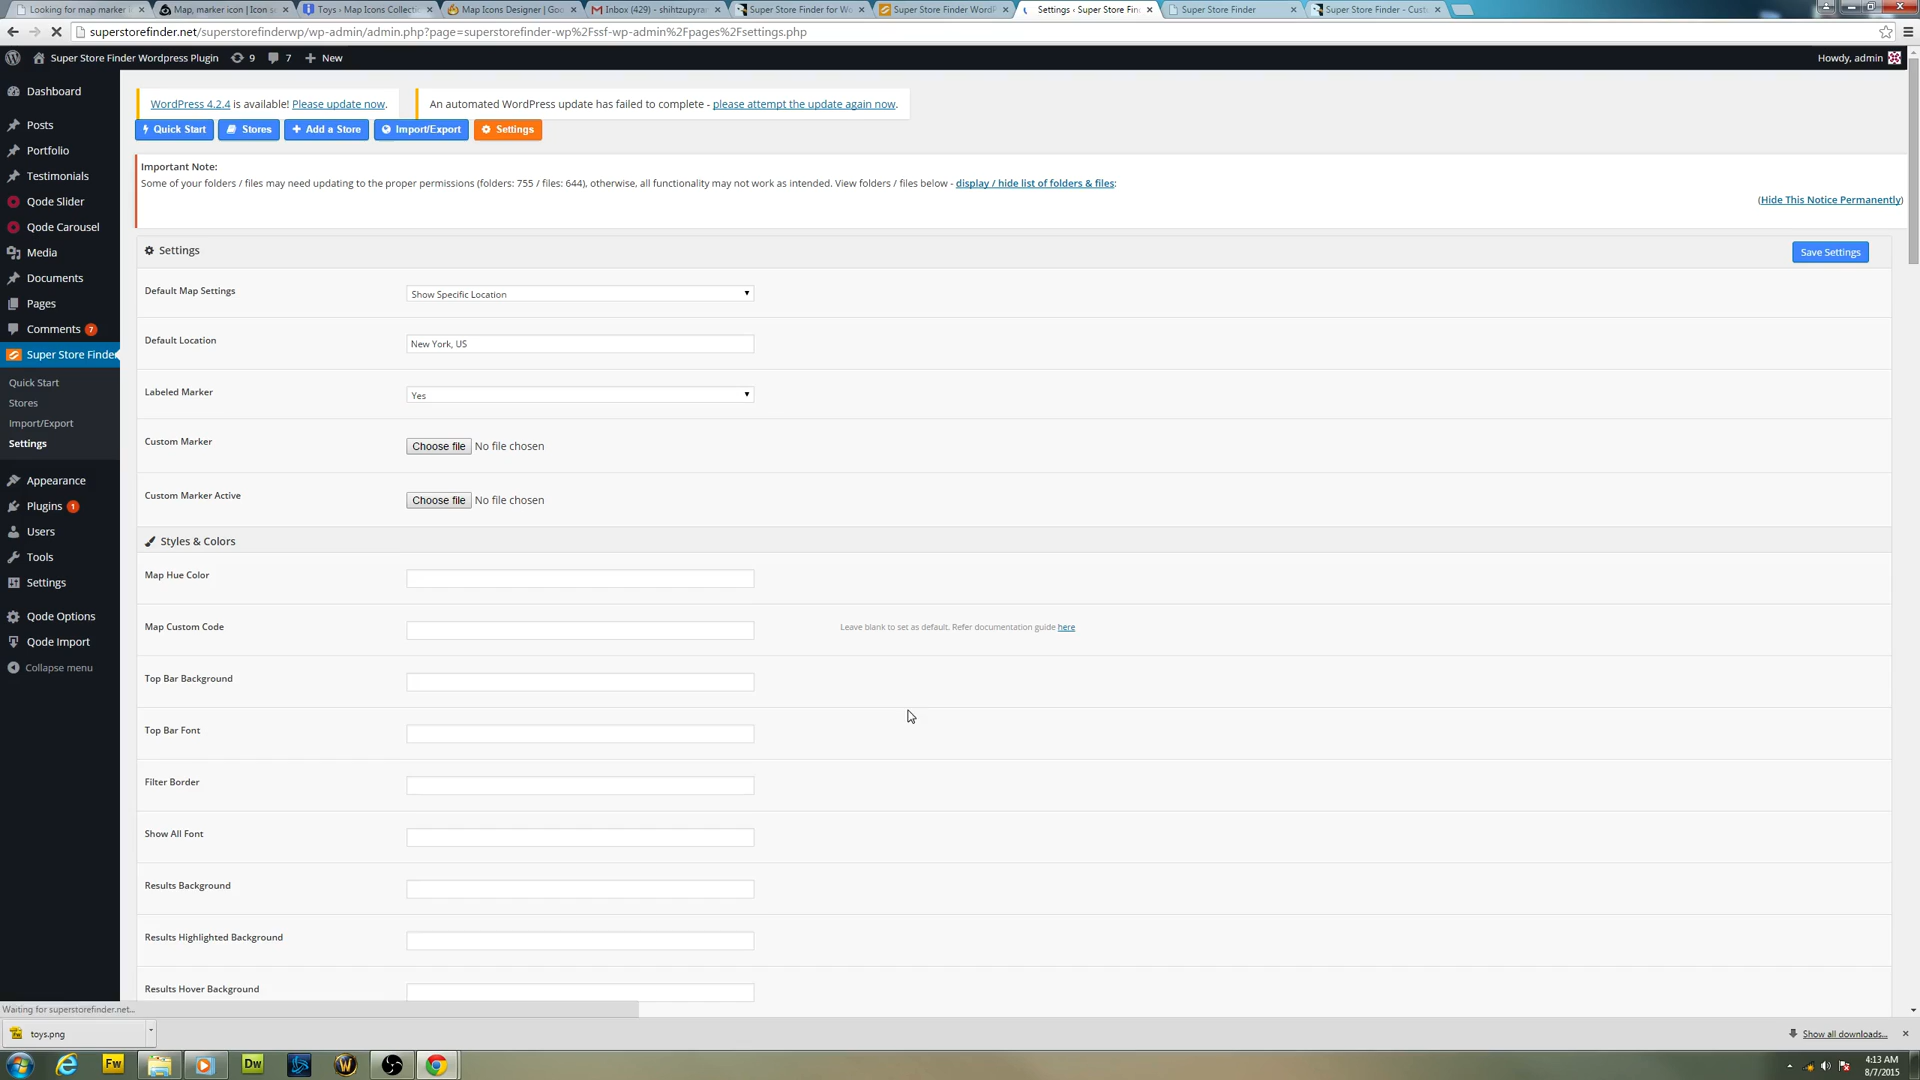 Looking for map marker i
Map, marker icon | Icon s
Toys ‹ Map Icons Collecti
Map Icons Designer | Goo
Inbox (429) - shihtzupyra
Super Store Finder for Wo
Super Store Finder WordP
Settings ‹ Super Store Fin
Super Store Finder
Super Store Finder - Cust
superstorefinder.net/superstorefinderwp/wp-admin/admin.php?page=superstorefinder-wp%2Fssf-wp-admin%2Fpages%2Fsettings.php
Super Store Finder Wordpress Plugin 9 7 New
Howdy, admin
Dashboard
Posts
Portfolio
Testimonials
Qode Slider
Qode Carousel
Media
Documents
Pages
Comments 7
Super Store Finder
Quick Start
Stores
Import/Export
Settings
Appearance
Plugins 1
Users
Tools
Settings
Qode Options
Qode Import
Collapse menu
WordPress 4.2.4 is available! Please update now.
An automated WordPress update has failed to complete - please attempt the update again now.
Quick Start
Stores
Add a Store
Import/Export
Settings
Important Note:
Some of your folders / files may need updating to the proper permissions (folders: 755 / files: 644), otherwise, all functionality may not work as intended. View folders / files below - display / hide list of folders & files:
(Hide This Notice Permanently)
Settings
Save Settings
Default Map Settings
Show Specific Location
Default Location
New York, US
Labeled Marker
Yes
Custom Marker
Choose file No file chosen
Custom Marker Active
Choose file No file chosen
Styles & Colors
Map Hue Color
Map Custom Code
Leave blank to set as default. Refer documentation guide here
Top Bar Background
Top Bar Font
Filter Border
Show All Font
Results Background
Results Highlighted Background
Results Hover Background
Waiting for superstorefinder.net...
toys.png
Show all downloads...
Fw
Dw
4:13 AM
8/7/2015